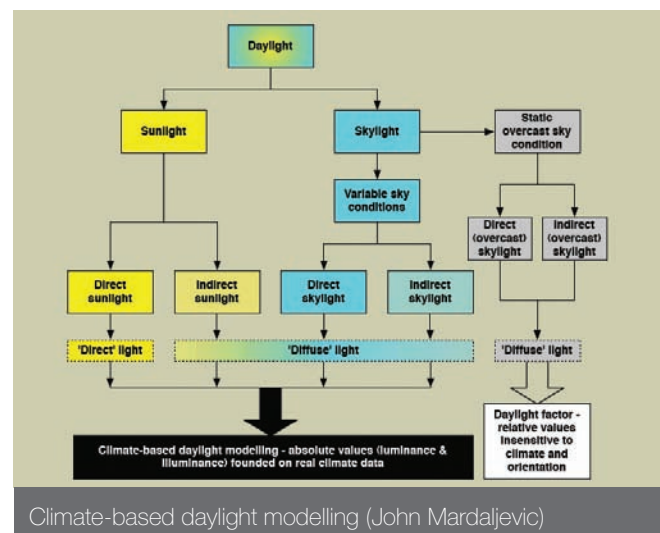 Daylight
Sunlight
Skylight
Static
overcast sky
condition
Variable sky
conditions
Direct
(overcast)
skylight
Indirect
(overcast)
skylight
Direct
sunlight
Indirect
sunlight
Direct
skylight
Indirect
skylight
'Direct' light
'Diffuse' light
'Diffuse' light
Climate-based daylight modelling - absolute values (luminance &
illuminance) founded on real climate data
Daylight factor -
relative values
insensitive to
climate and
orientation
Climate-based daylight modelling (John Mardaljevic)